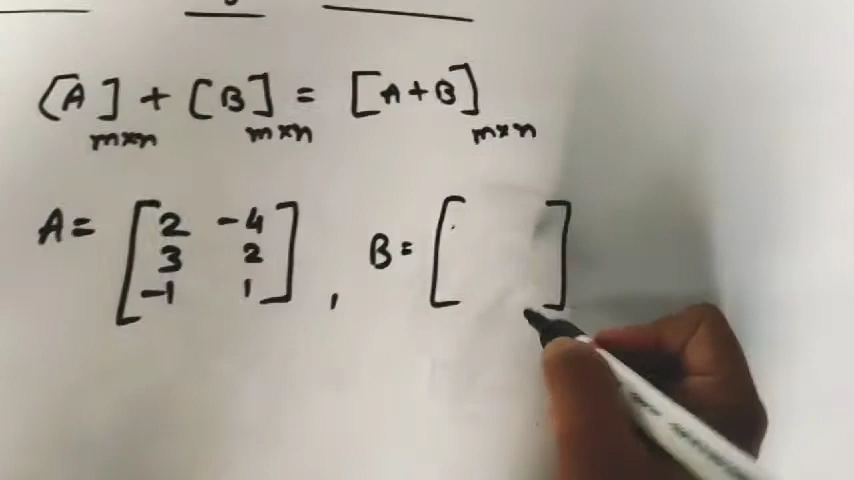 [A]m×n + [B]m×n = [A+B]m×n
A = [2 -4
3 2
-1 1], B = [ ]